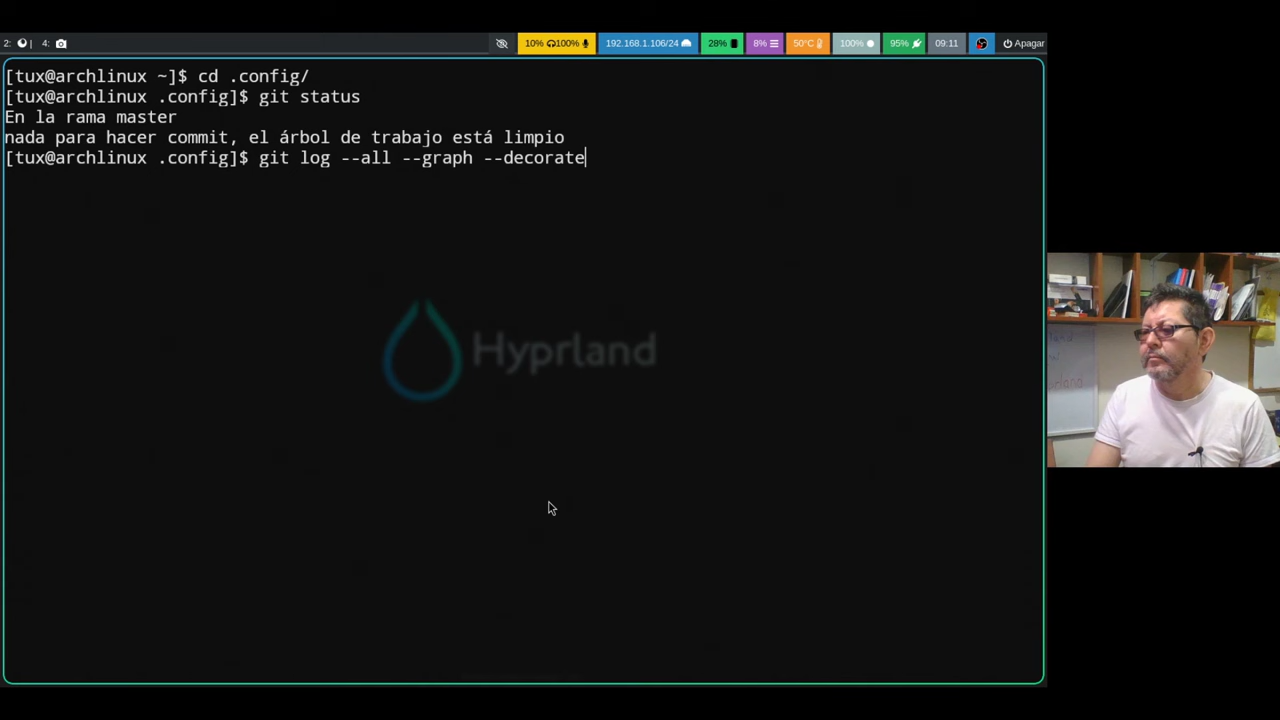 2: | 4: 10% 100% 192.168.1.106/24 28% 8% 50°C 100% 95% 09:11 Apagar
[tux@archlinux ~]$ cd .config/
[tux@archlinux .config]$ git status
En la rama master
nada para hacer commit, el árbol de trabajo está limpio
[tux@archlinux .config]$ git log --all --graph --decorate
Hyprland